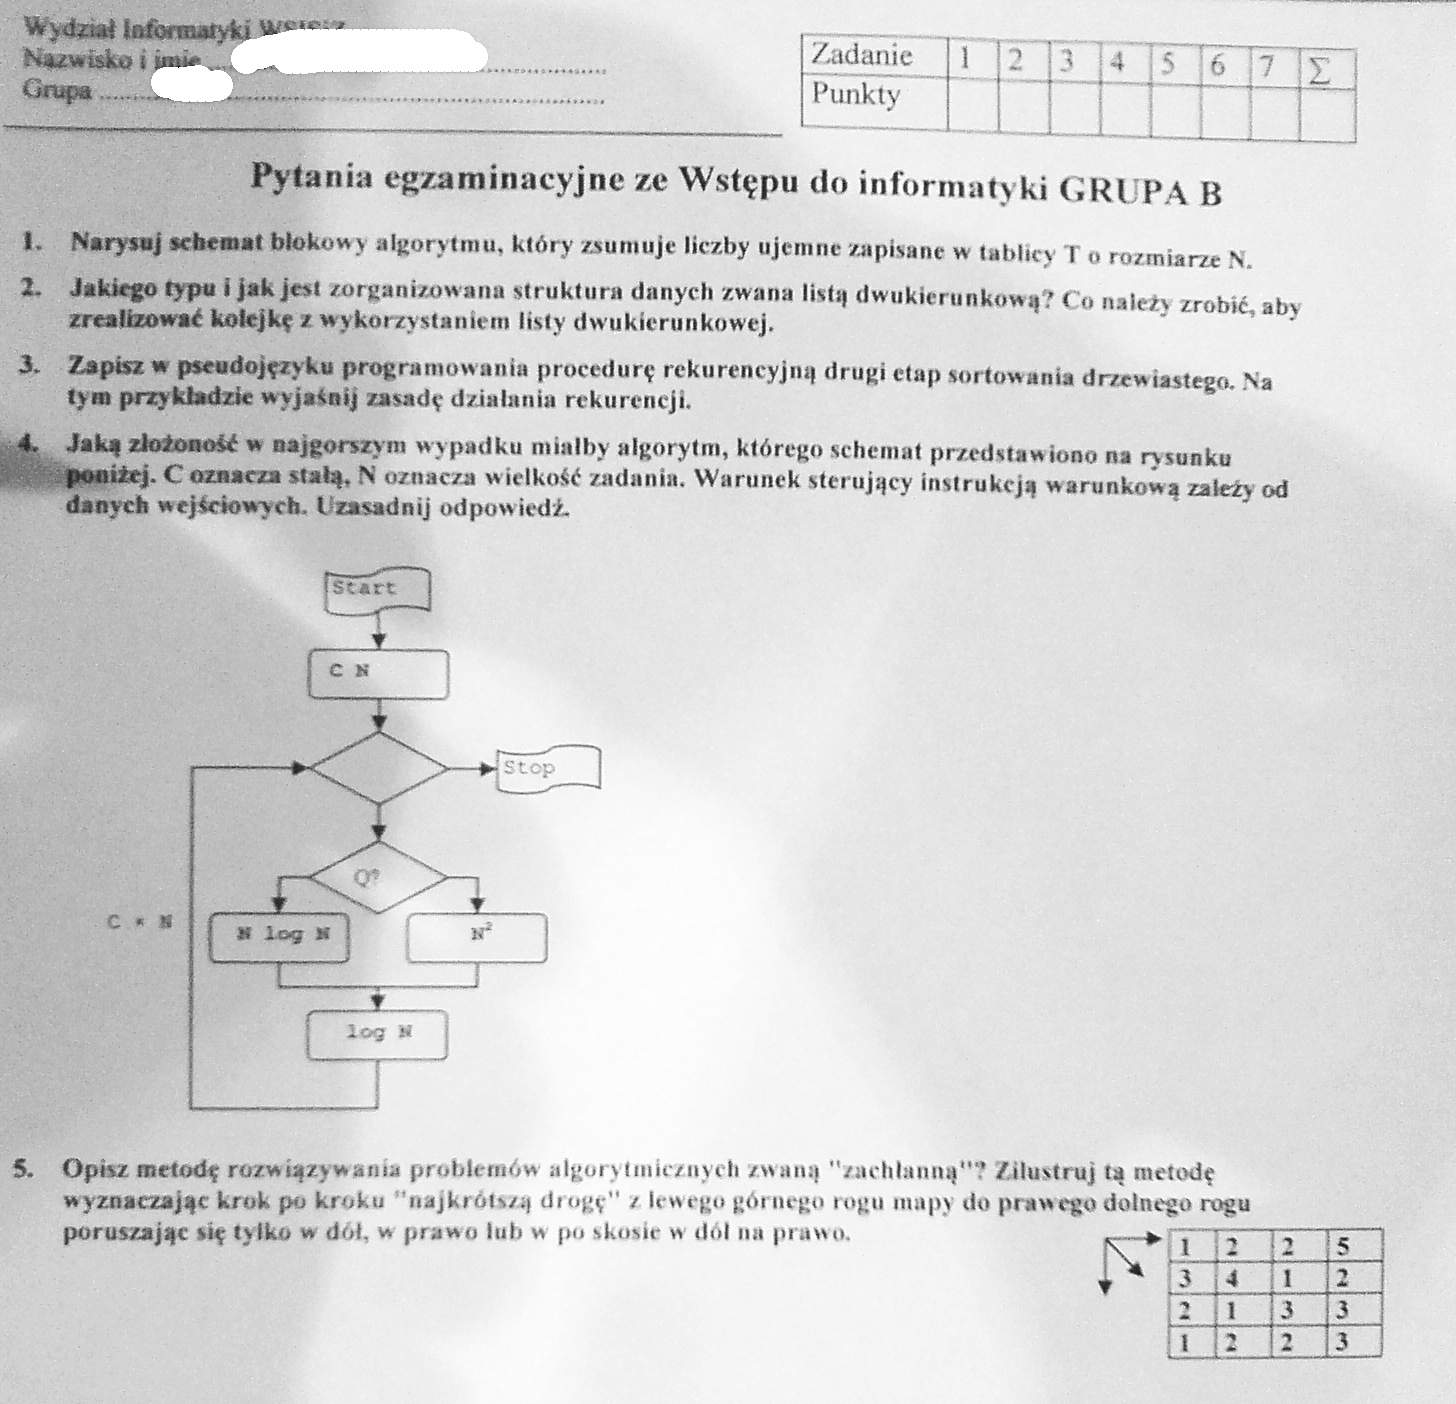 Wydział Informatyki
Nazwisko i imię ...
Grupa ...
Zadanie 1 2 3 4 5 6 7 Σ
Punkty
Pytania egzaminacyjne ze Wstępu do informatyki GRUPA B
1. Narysuj schemat blokowy algorytmu, który zsumuje liczby ujemne zapisane w tablicy T o rozmiarze N.
2. Jakiego typu i jak jest zorganizowana struktura danych zwana listą dwukierunkową? Co należy zrobić, aby
zrealizować kolejkę z wykorzystaniem listy dwukierunkowej.
3. Zapisz w pseudojęzyku programowania procedurę rekurencyjną drugi etap sortowania drzewiastego. Na
tym przykładzie wyjaśnij zasadę działania rekurencji.
4. Jaką złożoność w najgorszym wypadku miałby algorytm, którego schemat przedstawiono na rysunku
poniżej. C oznacza stałą, N oznacza wielkość zadania. Warunek sterujący instrukcją warunkową zależy od
danych wejściowych. Uzasadnij odpowiedź.
Start
C N
Stop
Q?
C * N
N log N
N²
log N
5. Opisz metodę rozwiązywania problemów algorytmicznych zwaną "zachłanną"? Zilustruj tą metodę
wyznaczając krok po kroku "najkrótszą drogę" z lewego górnego rogu mapy do prawego dolnego rogu
poruszając się tylko w dół, w prawo lub w po skosie w dół na prawo.
1 2 2 5
3 4 1 2
2 1 3 3
1 2 2 3